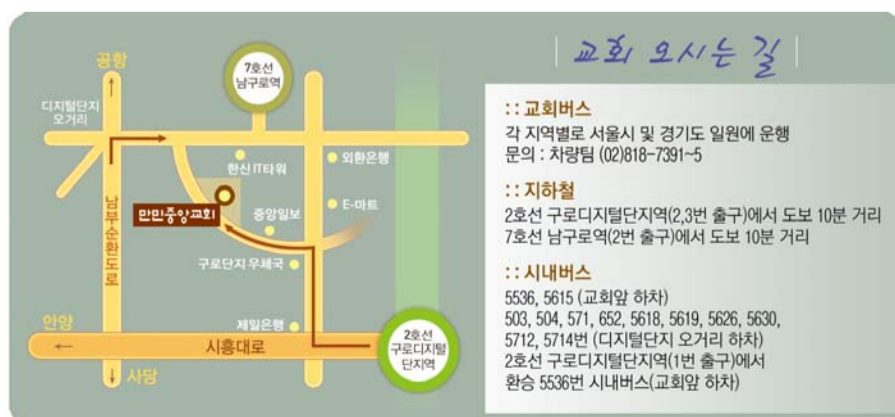 공항
디지털단지
오거리
7호선
남구로역
한신 IT타워
외환은행
만민중앙교회
중앙일보
E-마트
남부순환도로
구로단지 우체국
제일은행
안양
시흥대로
2호선
구로디지털
단지역
사당
교회 오시는 길
::교회버스
각 지역별로 서울시 및 경기도 일원에 운행
문의 : 차량팀 (02)818-7391~5
::지하철
2호선 구로디지털단지역(2,3번 출구)에서 도보 10분 거리
7호선 남구로역(2번 출구)에서 도보 10분 거리
::시내버스
5536, 5615 (교회앞 하차)
503, 504, 571, 652, 5618, 5619, 5626, 5630,
5712, 5714번 (디지털단지 오거리 하차)
2호선 구로디지털단지역(1번 출구)에서
환승 5536번 시내버스(교회앞 하차)